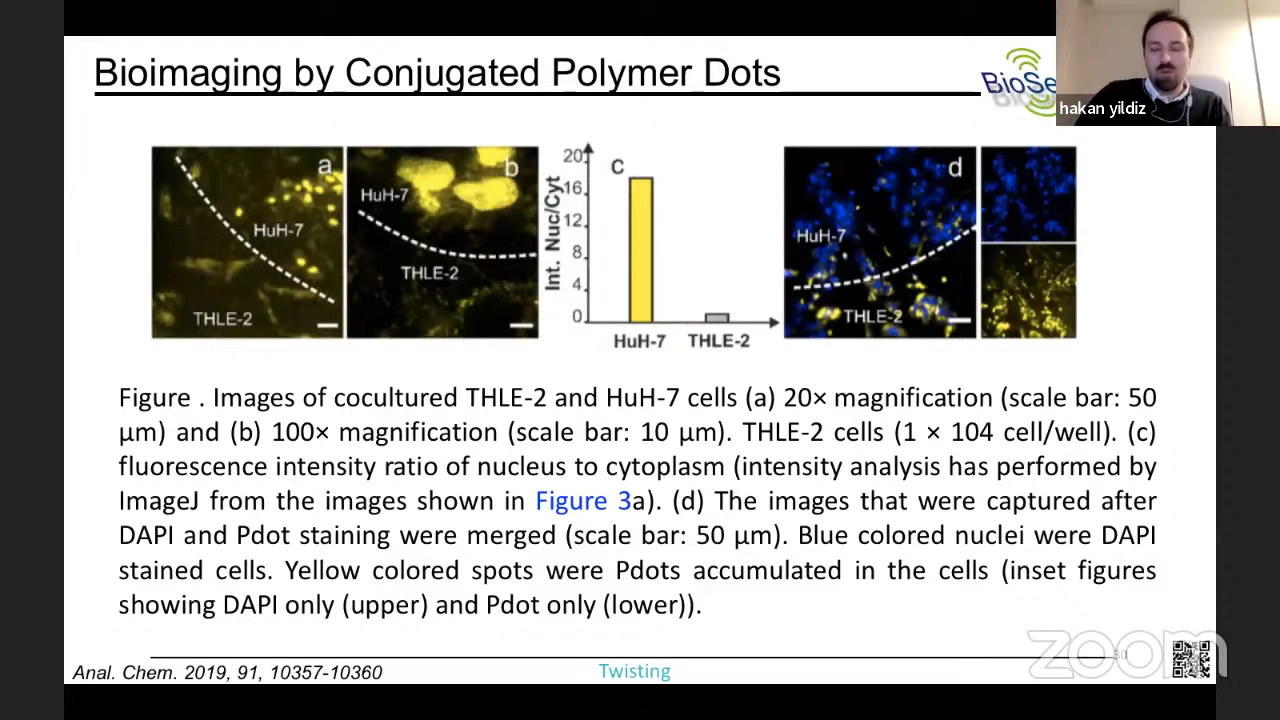 Bioimaging by Conjugated Polymer Dots
BioSe
hakan yildiz
a
HuH-7
THLE-2
b
HuH-7
THLE-2
c
Int. Nuc/Cyt
20
16
12
8
4
0
HuH-7 THLE-2
d
HuH-7
THLE-2
Figure . Images of cocultured THLE-2 and HuH-7 cells (a) 20× magnification (scale bar: 50
μm) and (b) 100× magnification (scale bar: 10 μm). THLE-2 cells (1 × 104 cell/well). (c)
fluorescence intensity ratio of nucleus to cytoplasm (intensity analysis has performed by
ImageJ from the images shown in Figure 3a). (d) The images that were captured after
DAPI and Pdot staining were merged (scale bar: 50 μm). Blue colored nuclei were DAPI
stained cells. Yellow colored spots were Pdots accumulated in the cells (inset figures
showing DAPI only (upper) and Pdot only (lower)).
Anal. Chem. 2019, 91, 10357-10360
Twisting
zoom